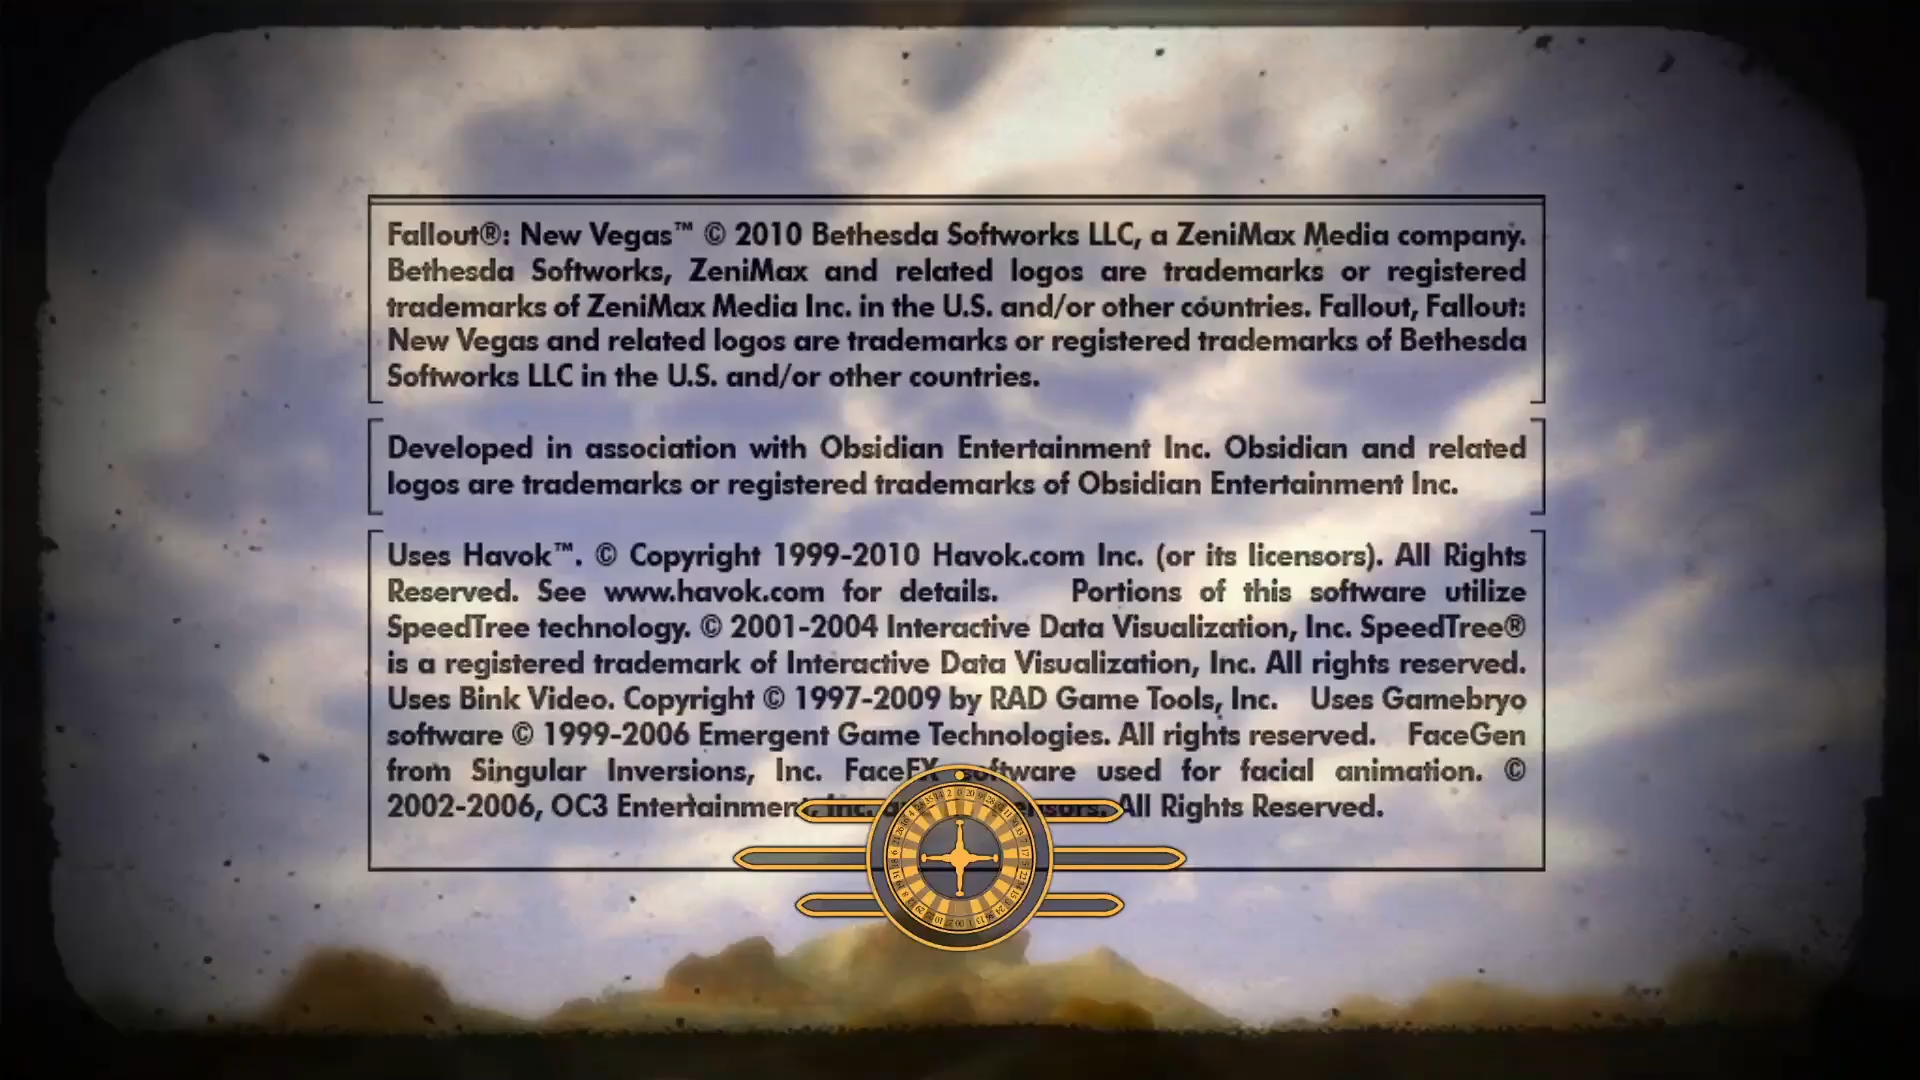 Fallout®: New Vegas™ © 2010 Bethesda Softworks LLC, a ZeniMax Media company.
Bethesda Softworks, ZeniMax and related logos are trademarks or registered
trademarks of ZeniMax Media Inc. in the U.S. and/or other countries. Fallout, Fallout:
New Vegas and related logos are trademarks or registered trademarks of Bethesda
Softworks LLC in the U.S. and/or other countries.
Developed in association with Obsidian Entertainment Inc. Obsidian and related
logos are trademarks or registered trademarks of Obsidian Entertainment Inc.
Uses Havok™. © Copyright 1999-2010 Havok.com Inc. (or its licensors). All Rights
Reserved. See www.havok.com for details. Portions of this software utilize
SpeedTree technology. © 2001-2004 Interactive Data Visualization, Inc. SpeedTree®
is a registered trademark of Interactive Data Visualization, Inc. All rights reserved.
Uses Bink Video. Copyright © 1997-2009 by RAD Game Tools, Inc. Uses Gamebryo
software © 1999-2006 Emergent Game Technologies. All rights reserved. FaceGen
from Singular Inversions, Inc. FaceFX software used for facial animation. ©
2002-2006, OC3 Entertainment, Inc. All Rights Reserved.